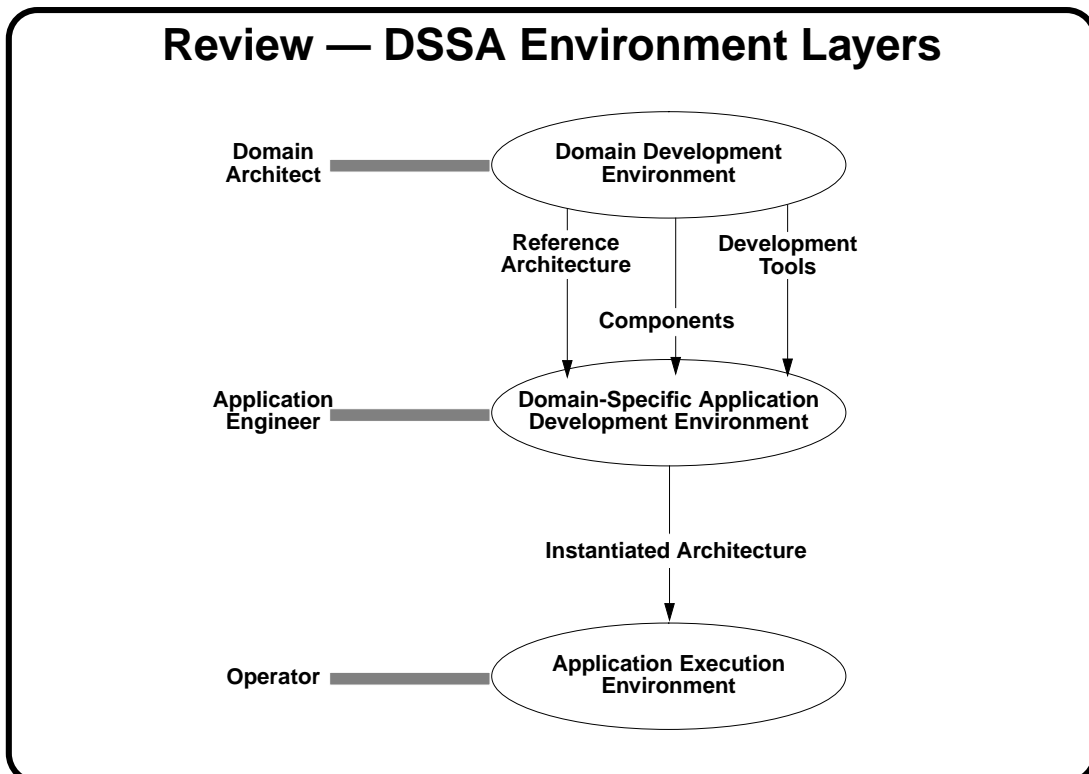 Review — DSSA Environment Layers
Domain
Architect
Domain Development
Environment
Reference
Architecture
Development
Tools
Components
Application
Engineer
Domain-Specific Application
Development Environment
Instantiated Architecture
Operator
Application Execution
Environment